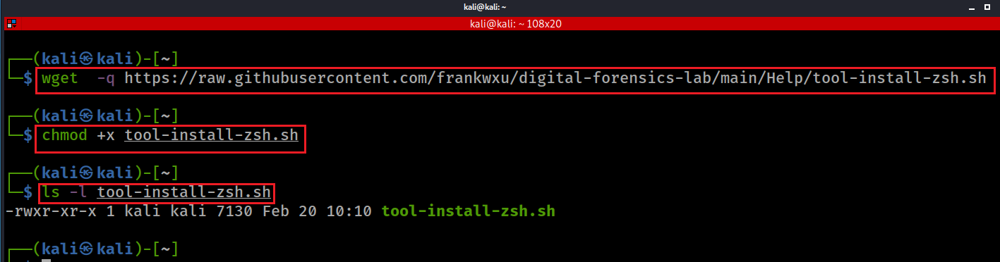 kali@kali: ~
kali@kali: ~ 108x20
┌──(kali㉿kali)-[~]
└─$ wget  -q https://raw.githubusercontent.com/frankwxu/digital-forensics-lab/main/Help/tool-install-zsh.sh
┌──(kali㉿kali)-[~]
└─$ chmod +x tool-install-zsh.sh
┌──(kali㉿kali)-[~]
└─$ ls -l tool-install-zsh.sh
-rwxr-xr-x 1 kali kali 7130 Feb 20 10:10 tool-install-zsh.sh
┌──(kali㉿kali)-[~]
└─$